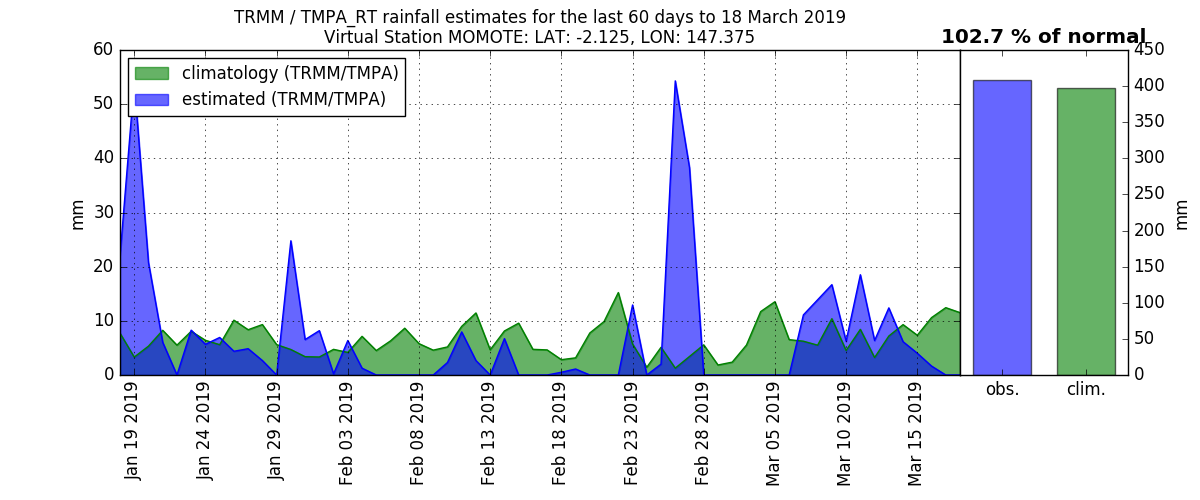 TRMM / TMPA_RT rainfall estimates for the last 60 days to 18 March 2019
Virtual Station MOMOTE: LAT: -2.125, LON: 147.375
102.7 % of normal
climatology (TRMM/TMPA)
estimated (TRMM/TMPA)
60
50
40
30
20
10
0
mm
Jan 19 2019
Jan 24 2019
Jan 29 2019
Feb 03 2019
Feb 08 2019
Feb 13 2019
Feb 18 2019
Feb 23 2019
Feb 28 2019
Mar 05 2019
Mar 10 2019
Mar 15 2019
450
400
350
300
250
200
150
100
50
0
mm
obs.
clim.